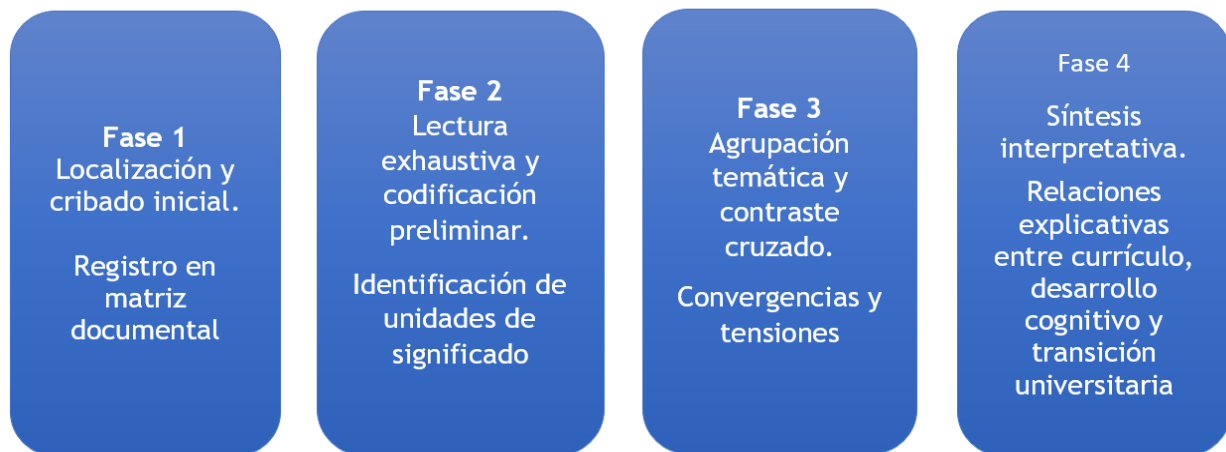 Fase 1
Localización y
cribado inicial.
Registro en
matriz
documental
Fase 2
Lectura
exhaustiva y
codificación
preliminar.
Identificación de
unidades de
significado
Fase 3
Agrupación
temática y
contraste
cruzado.
Convergencias y
tensiones
Fase 4
Síntesis
interpretativa.
Relaciones
explicativas
entre currículo,
desarrollo
cognitivo y
transición
universitaria